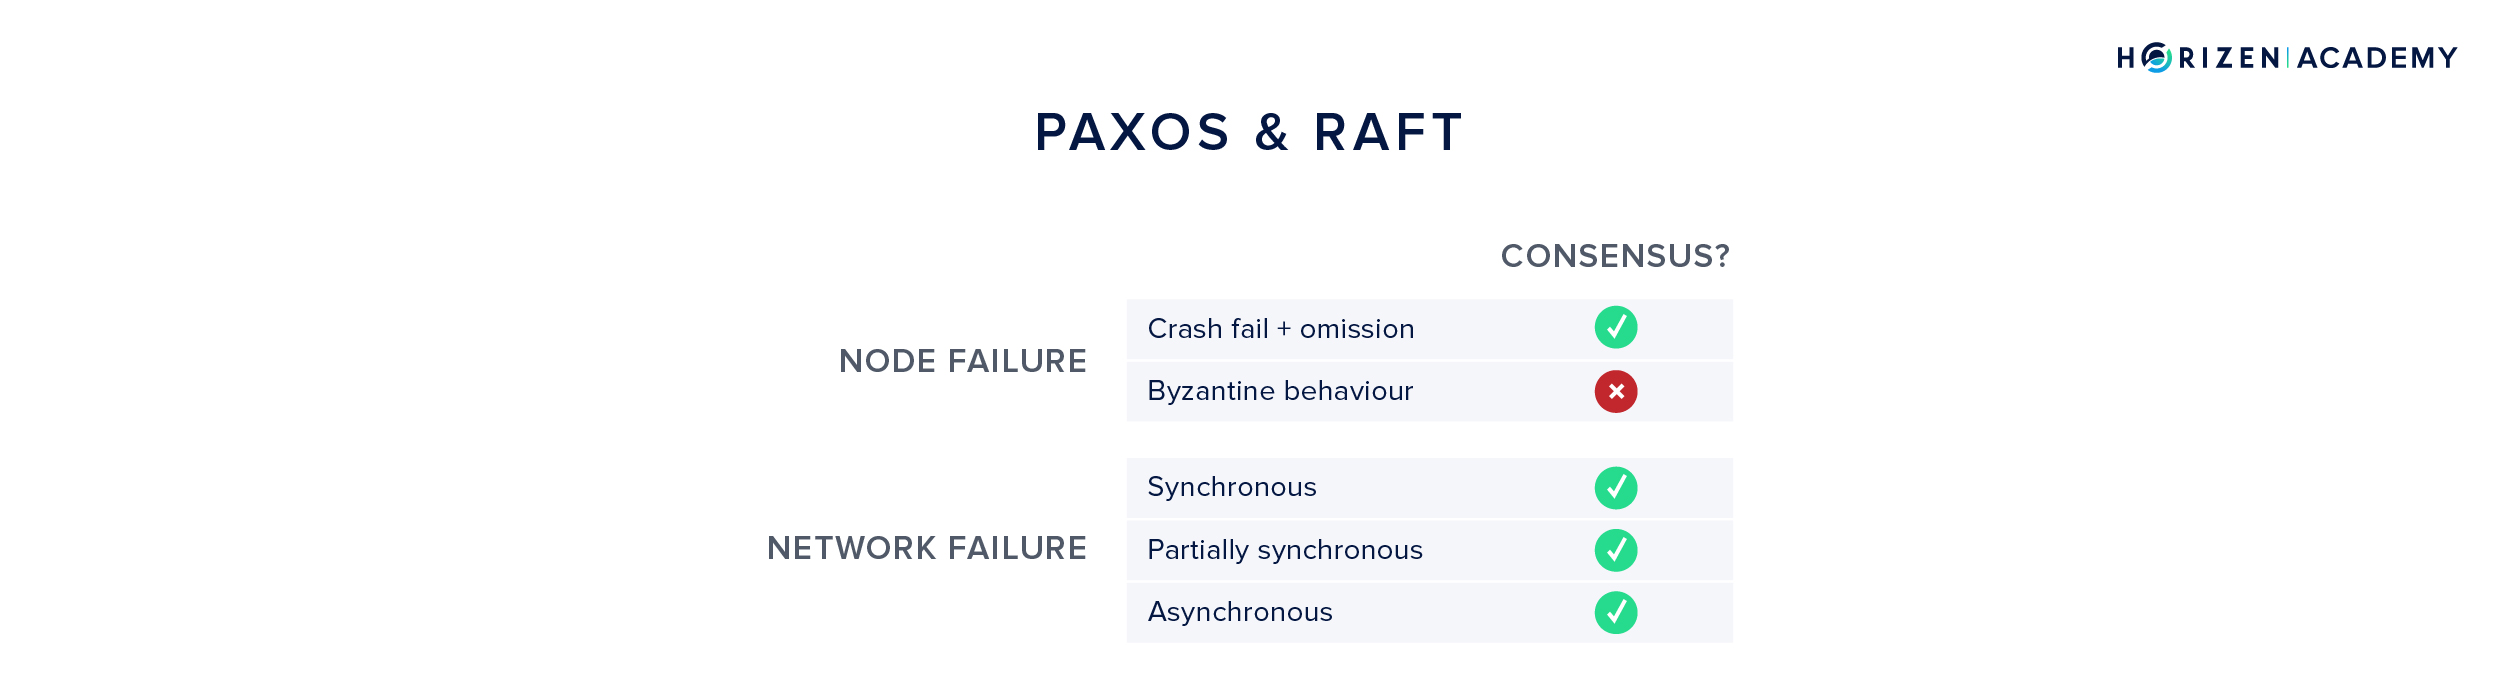 HORIZEN | ACADEMY
PAXOS & RAFT
CONSENSUS?
NODE FAILURE
Crash fail + omission
Byzantine behaviour
NETWORK FAILURE
Synchronous
Partially synchronous
Asynchronous